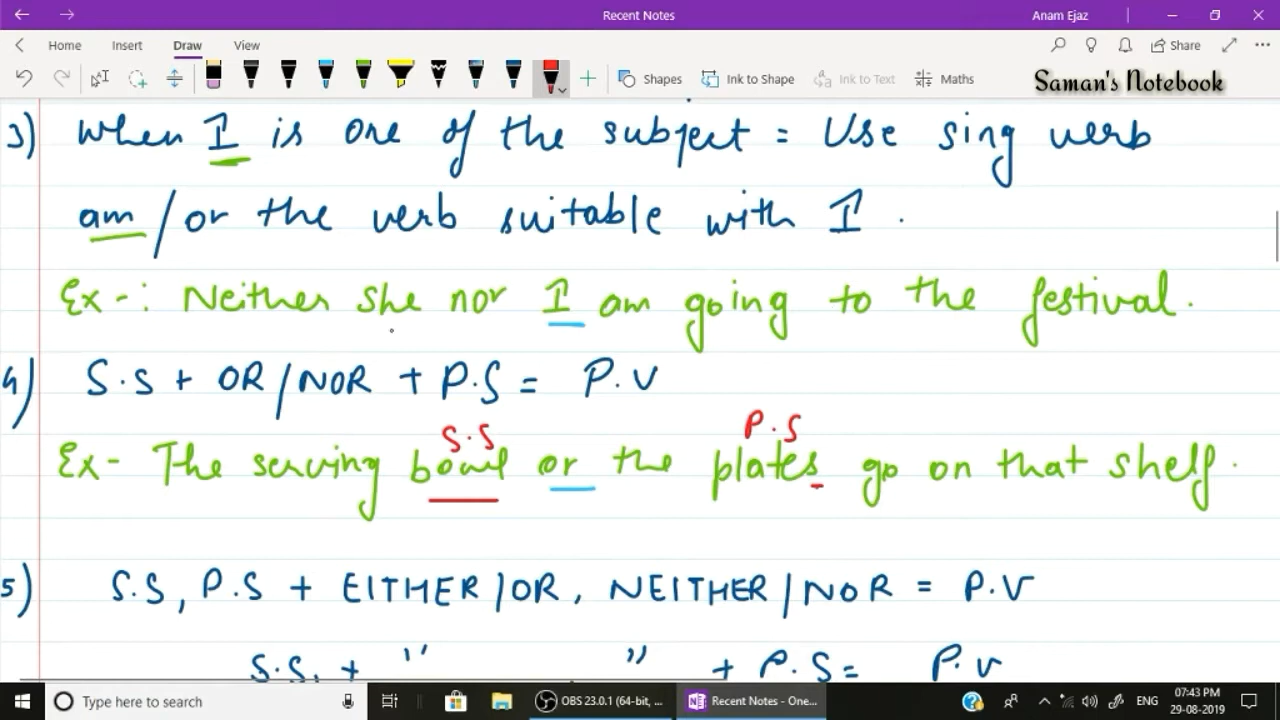 Recent Notes
Anam Ejaz
Home Insert Draw View
Share
Shapes Ink to Shape Ink to Text Maths
Saman's Notebook
3) When I is one of the subject = Use sing verb
am / or the verb suitable with I .
Ex-: Neither she nor I am going to the festival.
4) S.S + OR / NOR + P.S = P.V
S.S P.S
Ex- The serving bowl or the plates go on that shelf.
5) S.S, P.S + EITHER / OR, NEITHER / NOR = P.V
S.S, + " " + P.S = P.V
Type here to search
OBS 23.0.1 (64-bit, ...
Recent Notes - One...
ENG
07:43 PM
29-08-2019